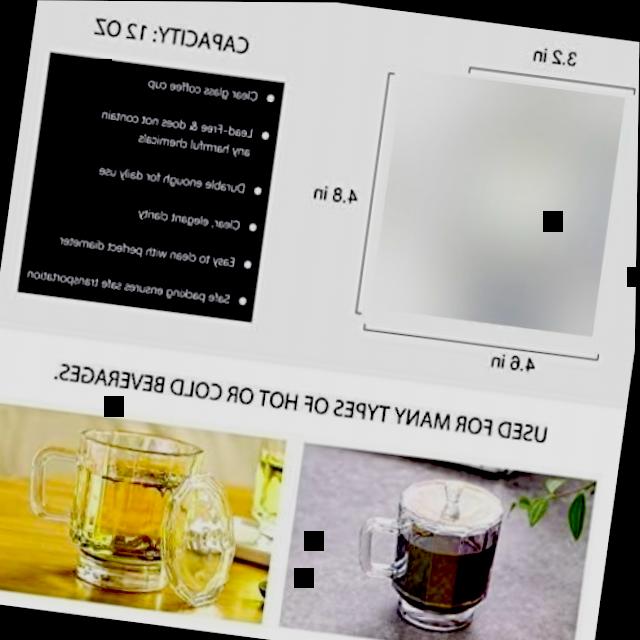 CAPACITY: 12 OZ
Clear glass coffee cup
Lead-Free & does not contain
any harmful chemicals
Durable enough for daily use
Clear, elegant clarity
Easy to clean with perfect diameter
Safe packing ensures safe transportation
3.2 in
4.8 in
4.6 in
USED FOR MANY TYPES OF HOT OR COLD BEVERAGES.